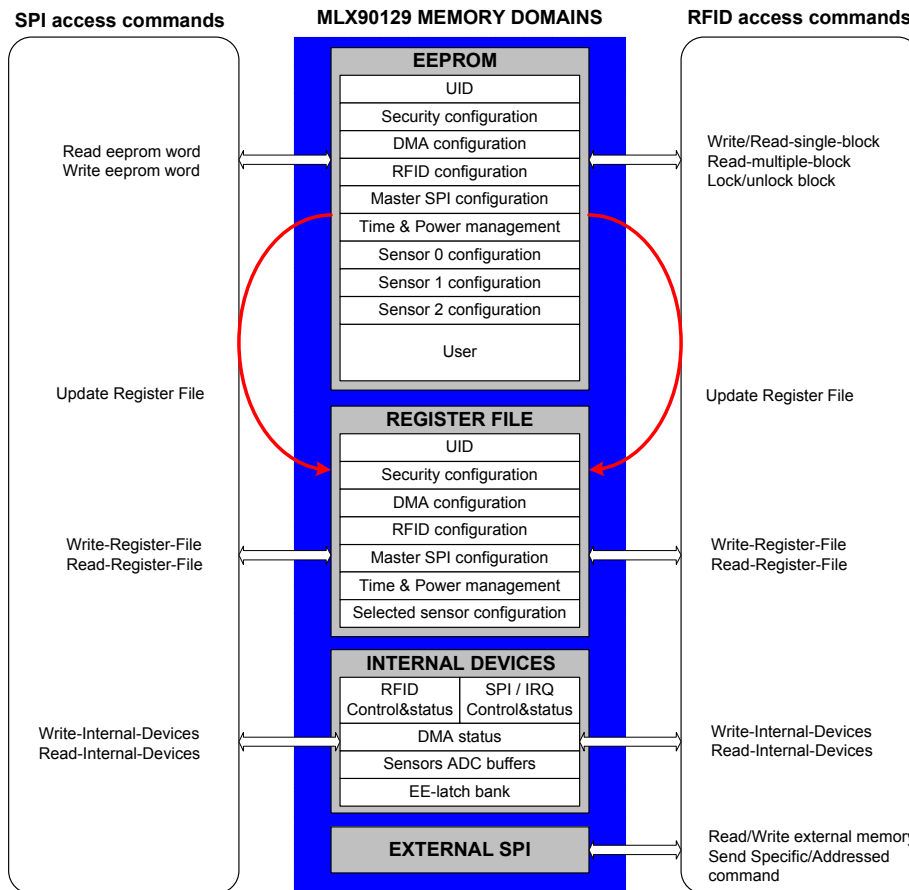 SPI access commands
MLX90129 MEMORY DOMAINS
RFID access commands
EEPROM
UID
Security configuration
DMA configuration
RFID configuration
Master SPI configuration
Time & Power management
Sensor 0 configuration
Sensor 1 configuration
Sensor 2 configuration
User
Read eeprom word
Write eeprom word
Write/Read-single-block
Read-multiple-block
Lock/unlock block
Update Register File
Update Register File
REGISTER FILE
UID
Security configuration
DMA configuration
RFID configuration
Master SPI configuration
Time & Power management
Selected sensor configuration
Write-Register-File
Read-Register-File
Write-Register-File
Read-Register-File
INTERNAL DEVICES
RFID
Control&status
SPI / IRQ
Control&status
DMA status
Sensors ADC buffers
EE-latch bank
Write-Internal-Devices
Read-Internal-Devices
Write-Internal-Devices
Read-Internal-Devices
EXTERNAL SPI
Read/Write external memory
Send Specific/Addressed
command